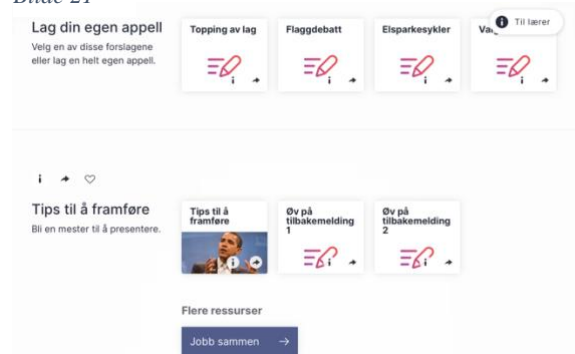 Bilde 21
Lag din egen appell
Velg en av disse forslagene
eller lag en helt egen appell.
Topping av lag
Flaggdebatt
Elsparkesykler
Til lærer
Tips til å framføre
Bli en mester til å presentere.
Tips til å
framføre
Øv på
tilbakemelding
1
Øv på
tilbakemelding
2
Flere ressurser
Jobb sammen →